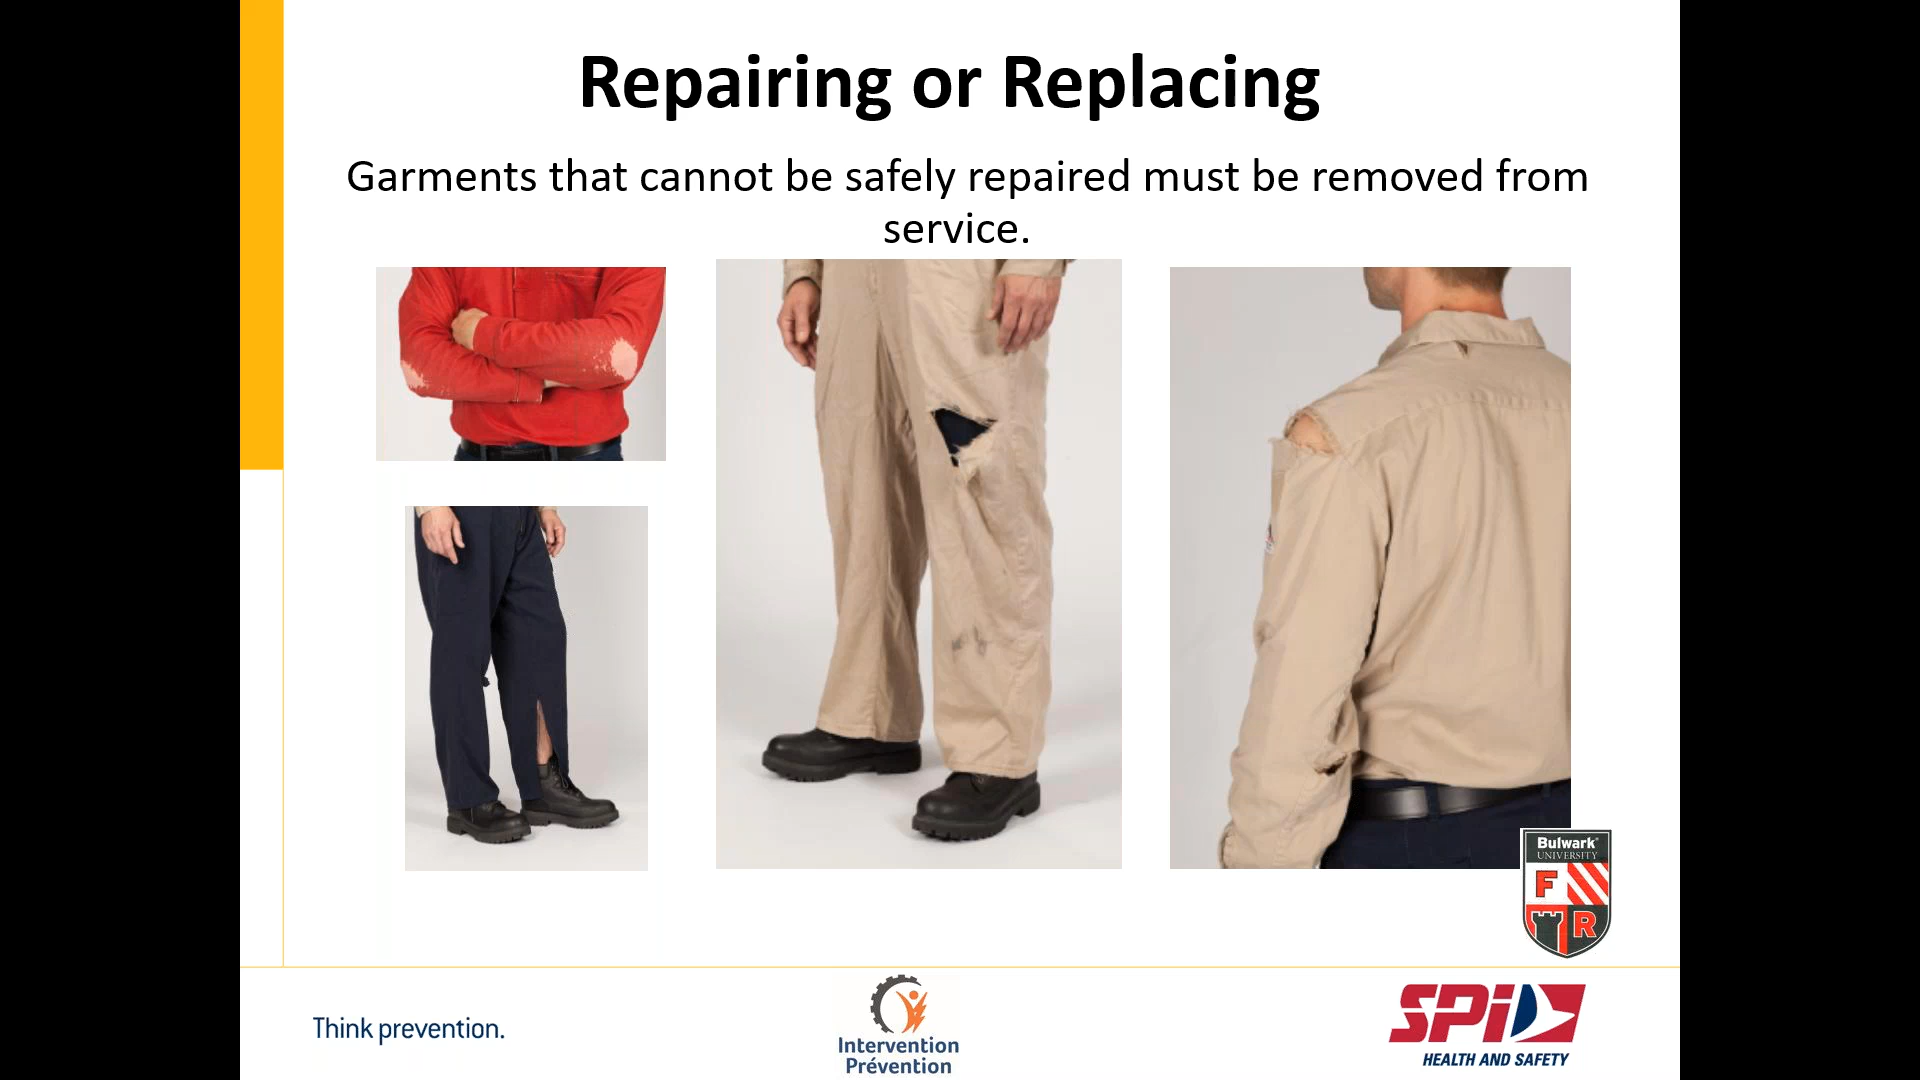 Repairing or Replacing
Garments that cannot be safely repaired must be removed from
service.
Bulwark®
UNIVERSITY
F
R
Think prevention.
Intervention
Prévention
SPi
HEALTH AND SAFETY